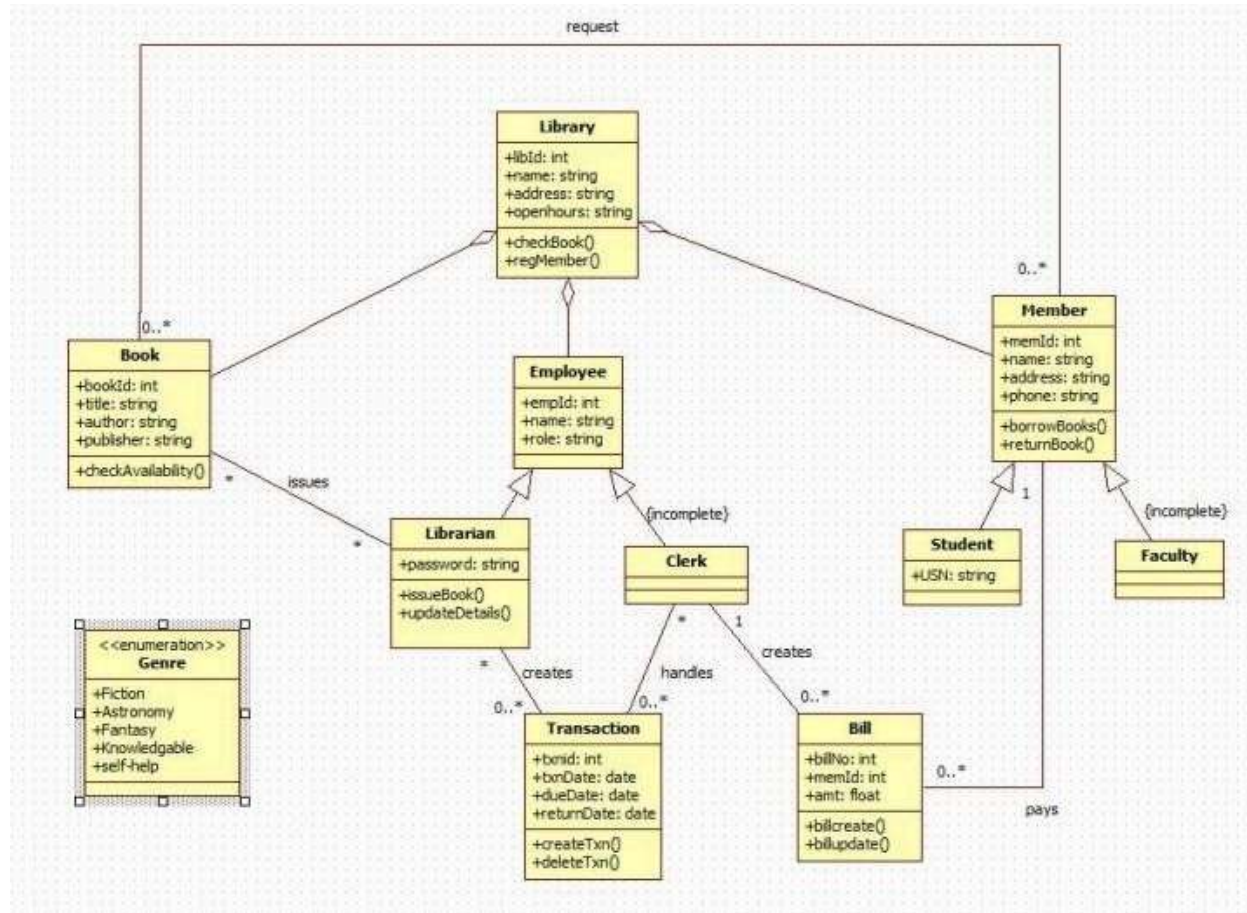 request
Library
+libId: int
+name: string
+address: string
+openhours: string
+checkBook()
+regMember()
0..*
0..*
Book
+bookId: int
+title: string
+author: string
+publisher: string
+checkAvailability()
Employee
+empId: int
+name: string
+role: string
Member
+memId: int
+name: string
+address: string
+phone: string
+borrowBooks()
+returnBook()
*
issues
*
{incomplete}
1
{incomplete}
Librarian
+password: string
+issueBook()
+updateDetails()
Clerk
Student
+USN: string
Faculty
<<enumeration>>
Genre
+Fiction
+Astronomy
+Fantasy
+Knowledgable
+self-help
*
creates
0..*
*
handles
0..*
1
creates
0..*
Transaction
+txnid: int
+txnDate: date
+dueDate: date
+returnDate: date
+createTxn()
+deleteTxn()
Bill
+billNo: int
+memId: int
+amt: float
+billcreate()
+billupdate()
0..*
pays